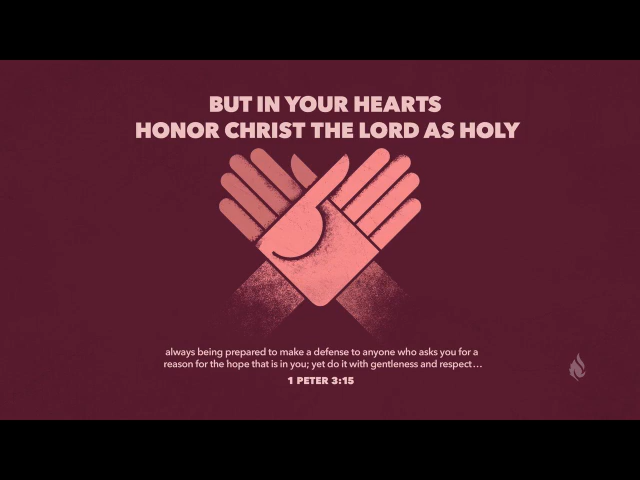 BUT IN YOUR HEARTS
HONOR CHRIST THE LORD AS HOLY
always being prepared to make a defense to anyone who asks you for a
reason for the hope that is in you; yet do it with gentleness and respect...
1 PETER 3:15